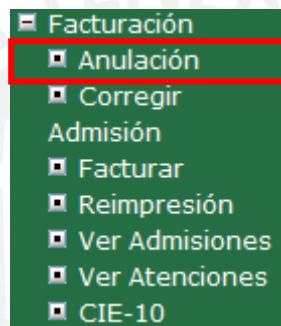 Facturación
Anulación
Corregir
Admisión
Facturar
Reimpresión
Ver Admisiones
Ver Atenciones
CIE-10